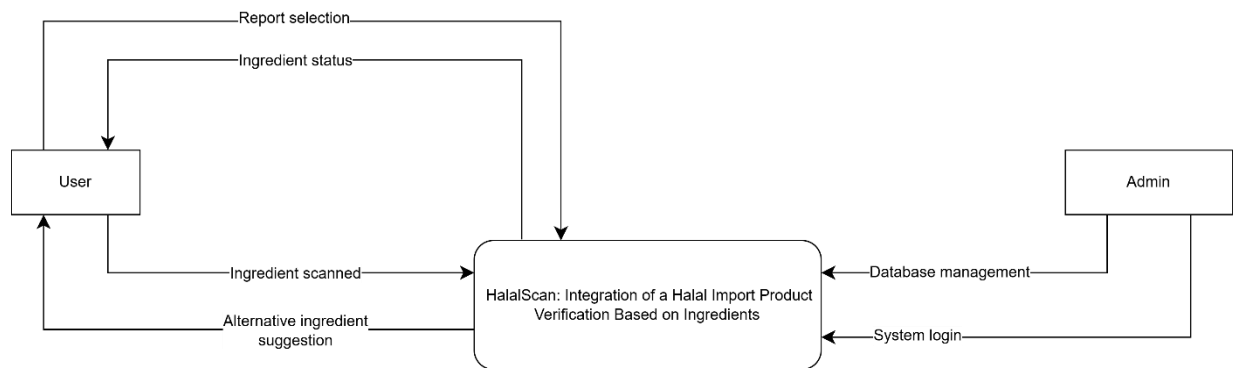 Report selection
Ingredient status
User
Admin
Ingredient scanned
Database management
HalalScan: Integration of a Halal Import Product
Verification Based on Ingredients
Alternative ingredient
suggestion
System login